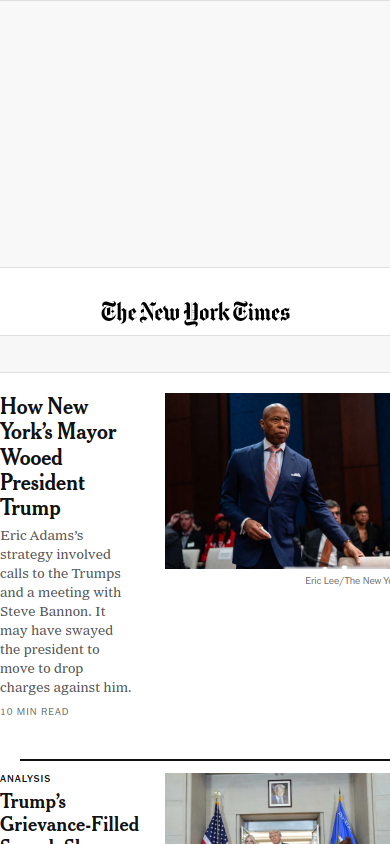 The New York Times
How New
York’s Mayor
Wooed
President
Trump
Eric Adams’s
strategy involved
calls to the Trumps
and a meeting with
Steve Bannon. It
may have swayed
the president to
move to drop
charges against him.
10 MIN READ
Eric Lee/The New Yo
ANALYSIS
Trump’s
Grievance-Filled